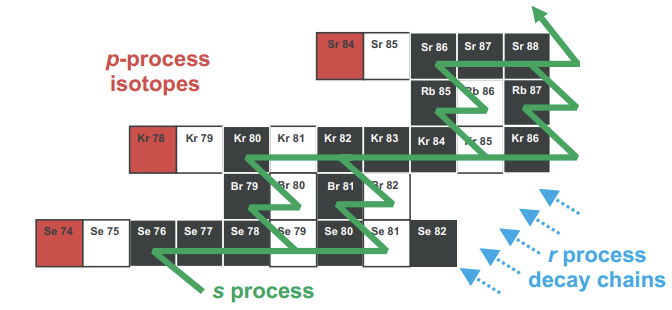 p-process
isotopes
Sr 84 Sr 85 Sr 86 Sr 87 Sr 88
Rb 85 Rb 86 Rb 87
Kr 78 Kr 79 Kr 80 Kr 81 Kr 82 Kr 83 Kr 84 Kr 85 Kr 86
Br 79 Br 80 Br 81 Br 82
Se 74 Se 75 Se 76 Se 77 Se 78 Se 79 Se 80 Se 81 Se 82
r process
decay chains
s process